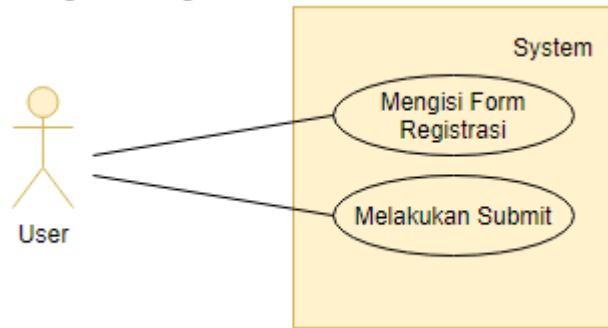 System
Mengisi Form
Registrasi
Melakukan Submit
User